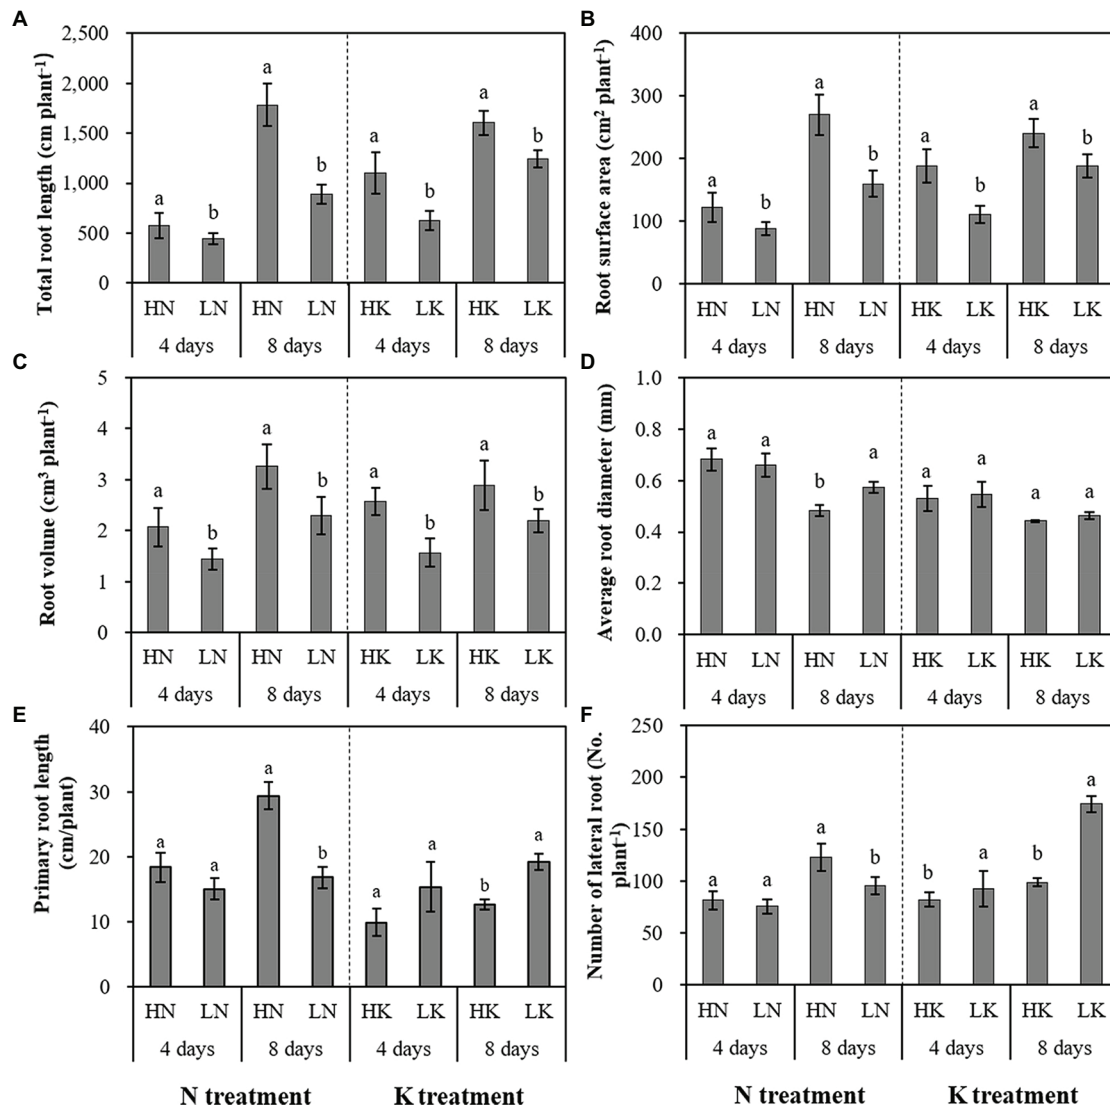 A
Total root length (cm plant⁻¹)
2,500
2,000
1,500
1,000
500
0
a
b
a
b
a
b
a
b
HN LN HN LN HK LK HK LK
4 days 8 days 4 days 8 days
B
Root surface area (cm² plant⁻¹)
400
300
200
100
0
a
b
a
b
a
b
a
b
HN LN HN LN HK LK HK LK
4 days 8 days 4 days 8 days
C
Root volume (cm³ plant⁻¹)
5
4
3
2
1
0
a
b
a
b
a
b
a
b
HN LN HN LN HK LK HK LK
4 days 8 days 4 days 8 days
D
Average root diameter (mm)
1.0
0.8
0.6
0.4
0.2
0.0
a
a
b
a
a
a
a
a
HN LN HN LN HK LK HK LK
4 days 8 days 4 days 8 days
E
Primary root length
(cm/plant)
40
30
20
10
0
a
a
a
b
a
a
b
a
HN LN HN LN HK LK HK LK
4 days 8 days 4 days 8 days
N treatment K treatment
F
Number of lateral root (No.
plant⁻¹)
250
200
150
100
50
0
a
a
a
b
b
a
b
a
HN LN HN LN HK LK HK LK
4 days 8 days 4 days 8 days
N treatment K treatment